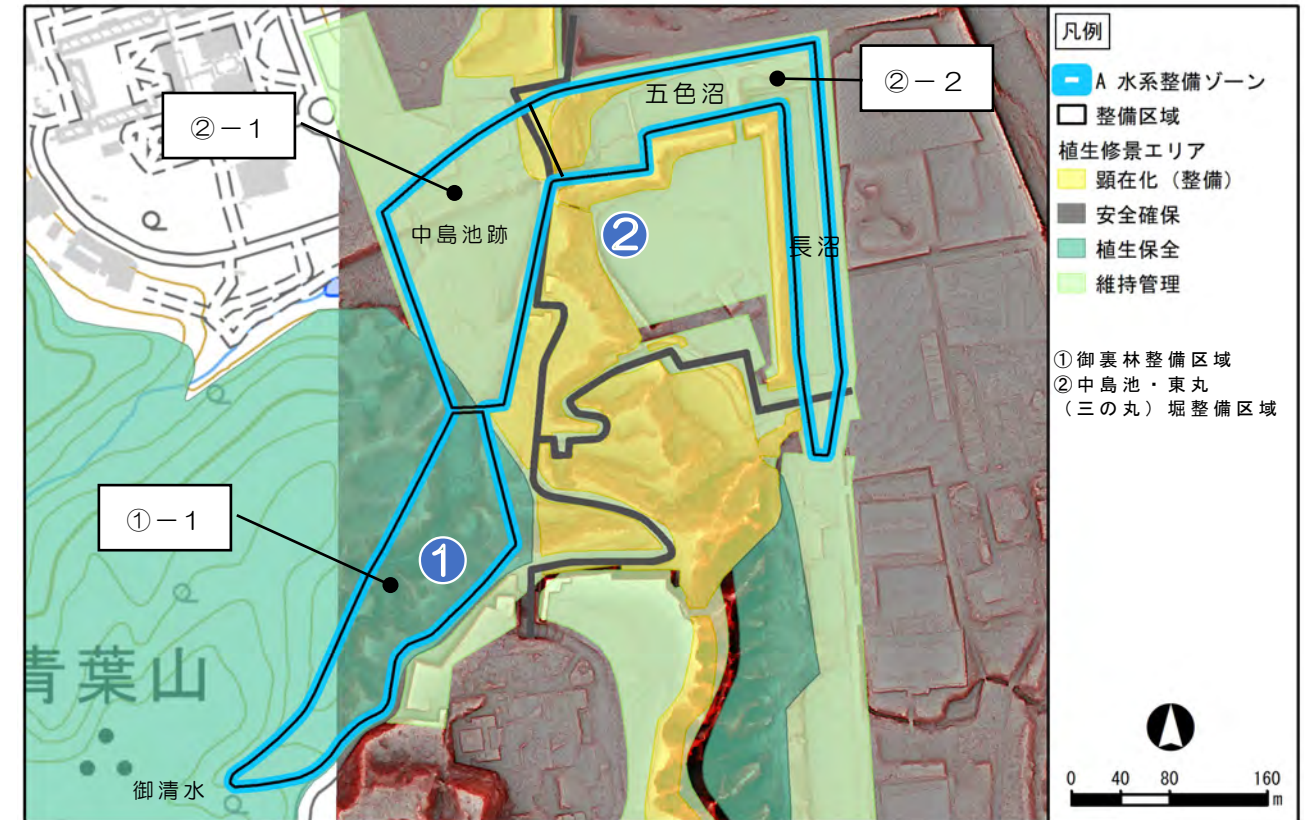 ②－1
五色沼
②－2
中島池跡
②
長沼
①－1
①
青葉山
御清水
凡例
A 水系整備ゾーン
整備区域
植生修景エリア
顕在化（整備）
安全確保
植生保全
維持管理
①御裏林整備区域
②中島池・東丸
（三の丸）堀整備区域
0 40 80 160
m